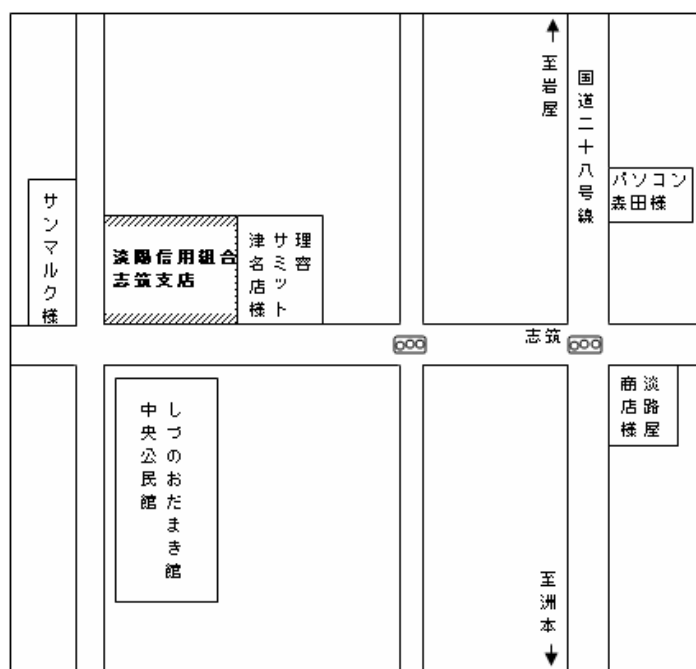 至岩屋
国道二十八号線
パソコン
森田様
サンマルク様
淡陽信用組合
志筑支店
理容
サミット
津名店様
志筑
淡路屋
商店様
しづのおだまき館
中央公民館
至洲本